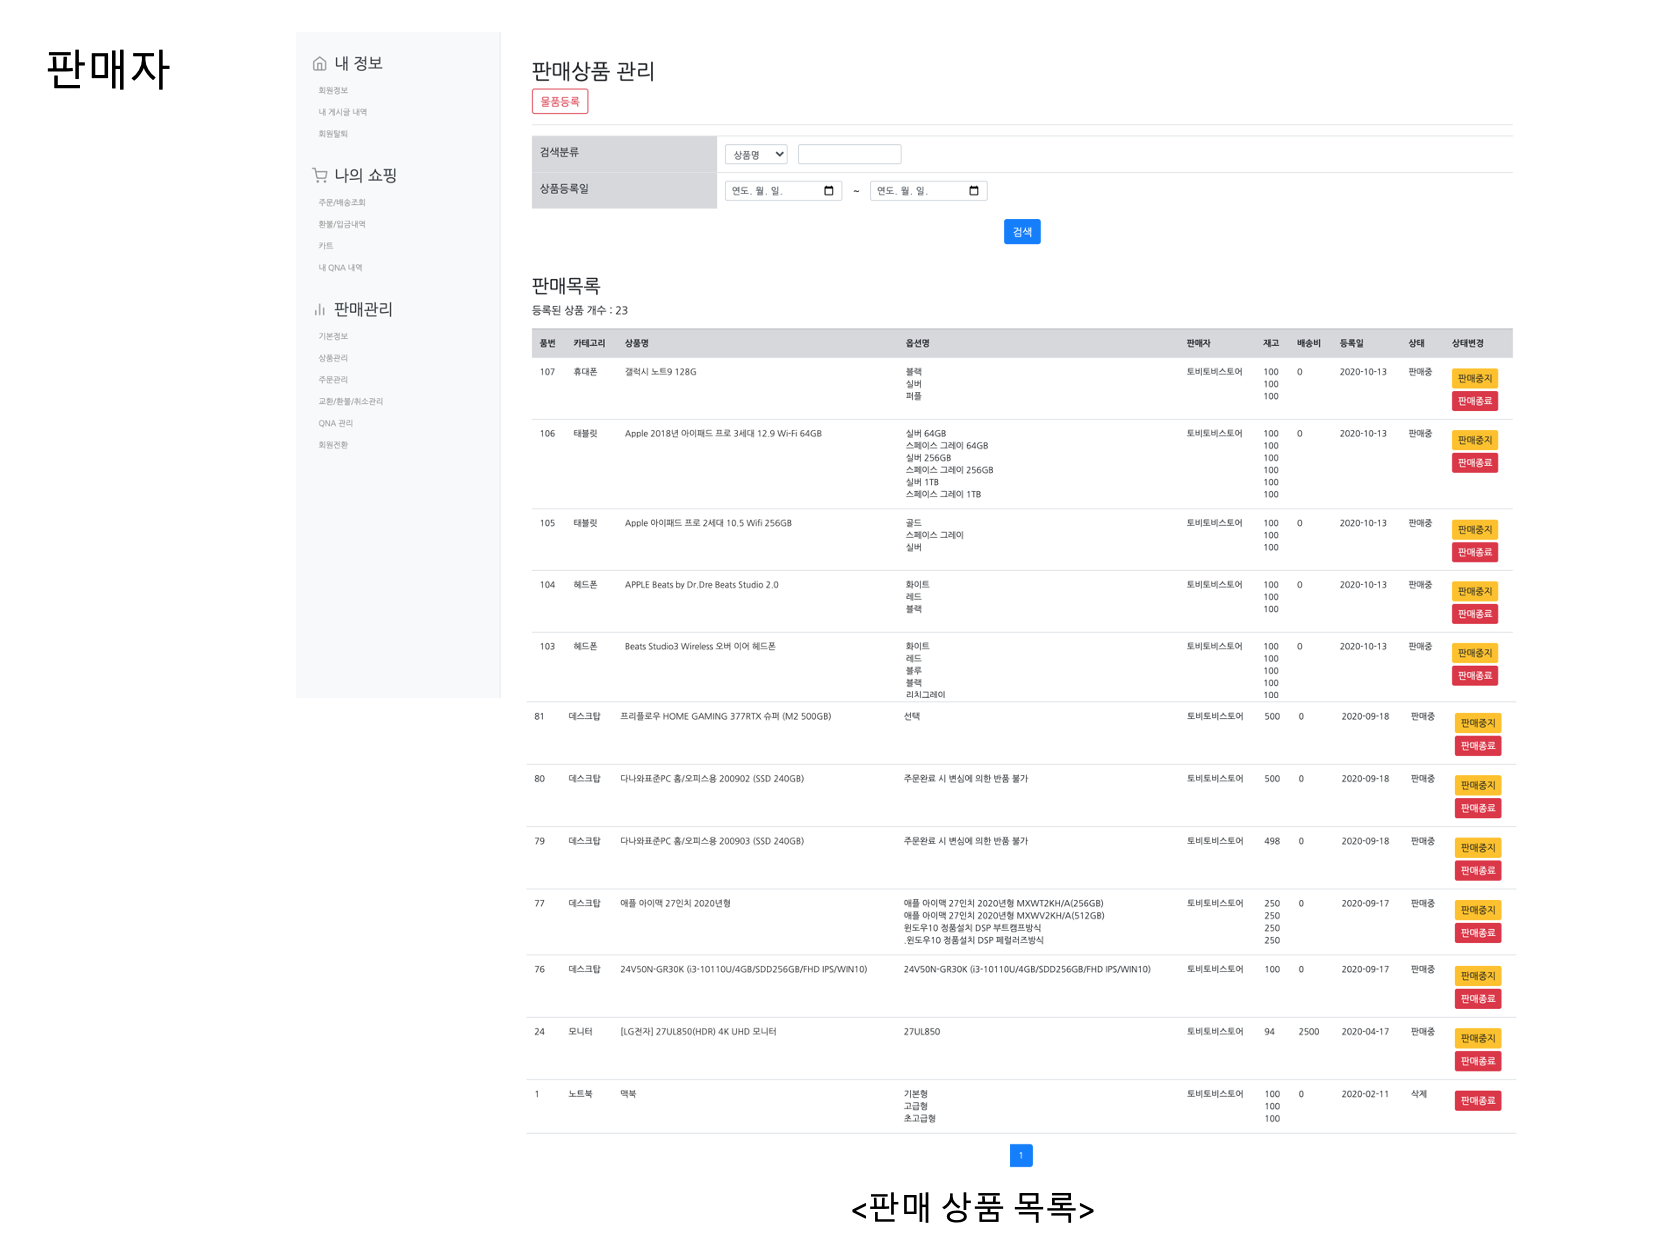 판매자
내 정보
회원정보
내 게시글 내역
회원탈퇴
나의 쇼핑
주문/배송조회
환불/입금내역
카트
내 QNA 내역
판매관리
기본정보
상품관리
주문관리
교환/환불/취소관리
QNA 관리
회원전환
판매상품 관리
물품등록
검색분류 상품명
상품등록일 연도. 월. 일. ~ 연도. 월. 일.
검색
판매목록
등록된 상품 개수 : 23
품번 카테고리 상품명 옵션명 판매자 재고 배송비 등록일 상태 상태변경
107 휴대폰 갤럭시 노트9 128G 블랙 토비토비스토어 100 0 2020-10-13 판매중 판매중지
실버 100
퍼플 100 판매종료
106 태블릿 Apple 2018년 아이패드 프로 3세대 12.9 Wi-Fi 64GB 실버 64GB 토비토비스토어 100 0 2020-10-13 판매중 판매중지
스페이스 그레이 64GB 100
실버 256GB 100 판매종료
스페이스 그레이 256GB 100
실버 1TB 100
스페이스 그레이 1TB 100
105 태블릿 Apple 아이패드 프로 2세대 10.5 Wifi 256GB 골드 토비토비스토어 100 0 2020-10-13 판매중 판매중지
스페이스 그레이 100
실버 100 판매종료
104 헤드폰 APPLE Beats by Dr.Dre Beats Studio 2.0 화이트 토비토비스토어 100 0 2020-10-13 판매중 판매중지
레드 100
블랙 100 판매종료
103 헤드폰 Beats Studio3 Wireless 오버 이어 헤드폰 화이트 토비토비스토어 100 0 2020-10-13 판매중 판매중지
레드 100
블루 100 판매종료
블랙 100
리치그레이 100
81 데스크탑 프리플로우 HOME GAMING 377RTX 슈퍼 (M2 500GB) 선택 토비토비스토어 500 0 2020-09-18 판매중 판매중지
판매종료
80 데스크탑 다나와표준PC 홈/오피스용 200902 (SSD 240GB) 주문완료 시 변심에 의한 반품 불가 토비토비스토어 500 0 2020-09-18 판매중 판매중지
판매종료
79 데스크탑 다나와표준PC 홈/오피스용 200903 (SSD 240GB) 주문완료 시 변심에 의한 반품 불가 토비토비스토어 498 0 2020-09-18 판매중 판매중지
판매종료
77 데스크탑 애플 아이맥 27인치 2020년형 애플 아이맥 27인치 2020년형 MXWT2KH/A(256GB) 토비토비스토어 250 0 2020-09-17 판매중 판매중지
애플 아이맥 27인치 2020년형 MXWV2KH/A(512GB) 250
윈도우10 정품설치 DSP 부트캠프방식 250 판매종료
.윈도우10 정품설치 DSP 페럴러즈방식 250
76 데스크탑 24V50N-GR30K (i3-10110U/4GB/SDD256GB/FHD IPS/WIN10) 24V50N-GR30K (i3-10110U/4GB/SDD256GB/FHD IPS/WIN10) 토비토비스토어 100 0 2020-09-17 판매중 판매중지
판매종료
24 모니터 [LG전자] 27UL850(HDR) 4K UHD 모니터 27UL850 토비토비스토어 94 2500 2020-04-17 판매중 판매중지
판매종료
1 노트북 맥북 기본형 토비토비스토어 100 0 2020-02-11 삭제 판매종료
고급형 100
초고급형 100
1
<판매 상품 목록>